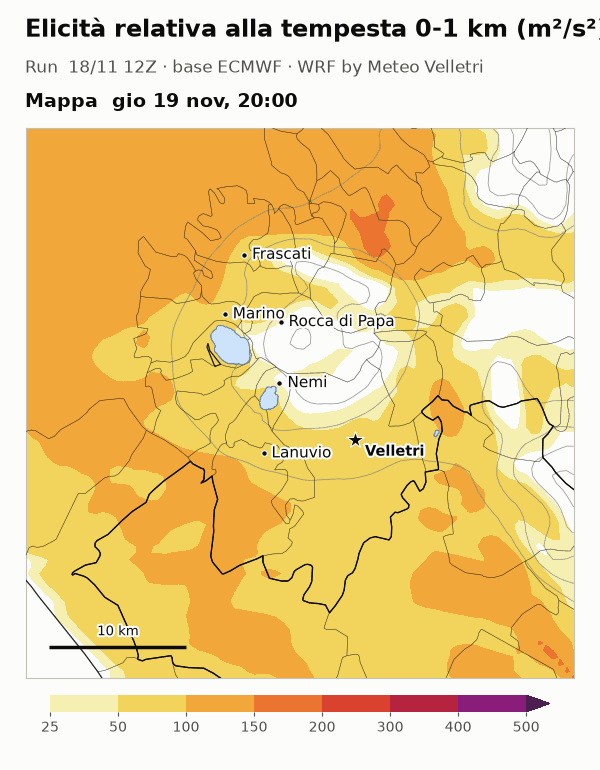 Elicità relativa alla tempesta 0-1 km (m²/s²)
Run  18/11 12Z · base ECMWF · WRF by Meteo Velletri
Mappa  gio 19 nov, 20:00
Frascati
Marino
Rocca di Papa
Nemi
Velletri
Lanuvio
10 km
25 50 100 150 200 300 400 500